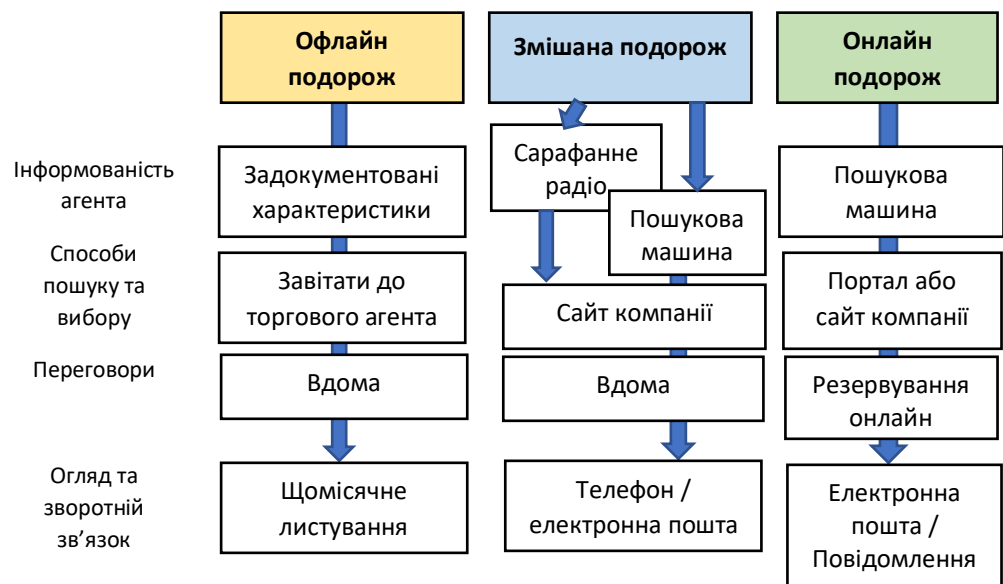 Офлайн
подорож
Змішана подорож
Онлайн
подорож
Інформованість
агента
Задокументовані
характеристики
Сарафанне
радіо
Пошукова
машина
Пошукова
машина
Способи
пошуку та
вибору
Завітати до
торгового агента
Сайт компанії
Портал або
сайт компанії
Переговори
Вдома
Вдома
Резервування
онлайн
Огляд та
зворотній
зв’язок
Щомісячне
листування
Телефон /
електронна пошта
Електронна
пошта /
Повідомлення